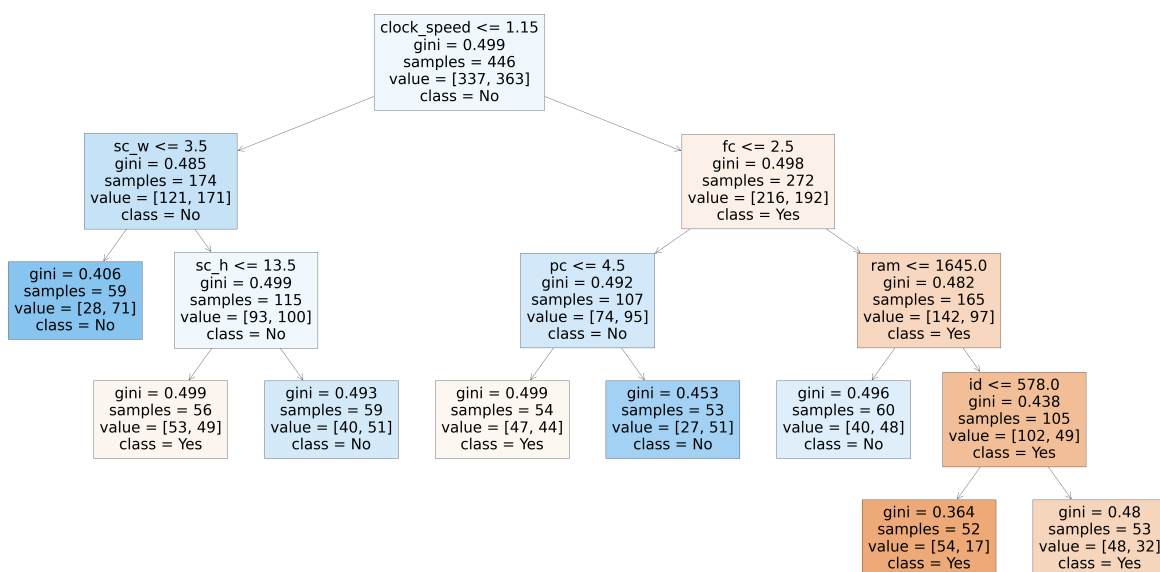 clock_speed <= 1.15
gini = 0.499
samples = 446
value = [337, 363]
class = No
sc_w <= 3.5
gini = 0.485
samples = 174
value = [121, 171]
class = No
fc <= 2.5
gini = 0.498
samples = 272
value = [216, 192]
class = Yes
gini = 0.406
samples = 59
value = [28, 71]
class = No
sc_h <= 13.5
gini = 0.499
samples = 115
value = [93, 100]
class = No
pc <= 4.5
gini = 0.492
samples = 107
value = [74, 95]
class = No
ram <= 1645.0
gini = 0.482
samples = 165
value = [142, 97]
class = Yes
gini = 0.499
samples = 56
value = [53, 49]
class = Yes
gini = 0.493
samples = 59
value = [40, 51]
class = No
gini = 0.499
samples = 54
value = [47, 44]
class = Yes
gini = 0.453
samples = 53
value = [27, 51]
class = No
gini = 0.496
samples = 60
value = [40, 48]
class = No
id <= 578.0
gini = 0.438
samples = 105
value = [102, 49]
class = Yes
gini = 0.364
samples = 52
value = [54, 17]
class = Yes
gini = 0.48
samples = 53
value = [48, 32]
class = Yes